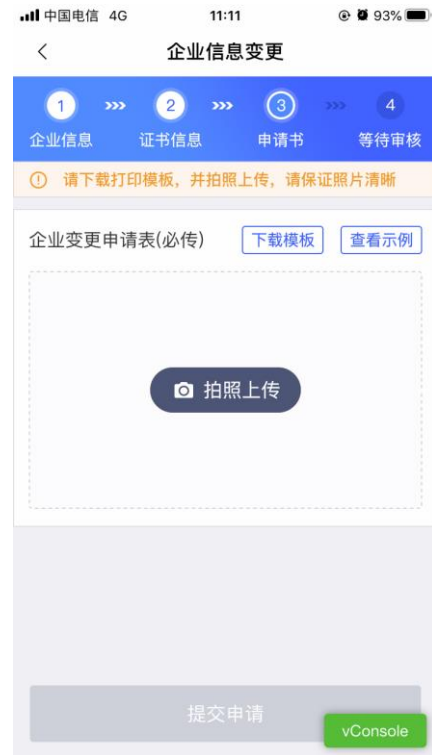 中国电信 4G 11:11 93%
企业信息变更
1 >>> 2 >>> 3 >>> 4
企业信息 证书信息 申请书 等待审核
请下载打印模板，并拍照上传，请保证照片清晰
企业变更申请表(必传) 下载模板 查看示例
拍照上传
提交申请
vConsole